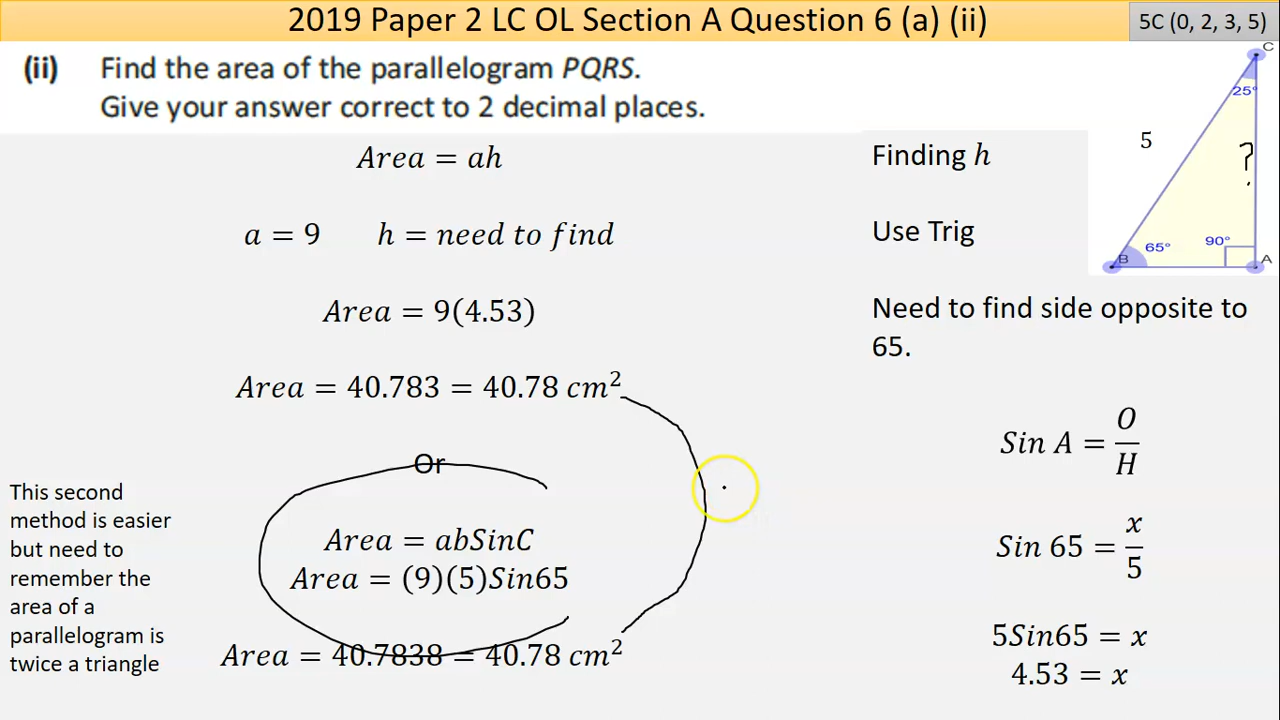 2019 Paper 2 LC OL Section A Question 6 (a) (ii)
5C (0, 2, 3, 5)
(ii) Find the area of the parallelogram PQRS.
Give your answer correct to 2 decimal places.
Area = ah
a = 9 h = need to find
Area = 9(4.53)
Area = 40.783 = 40.78 cm²
Or
This second
method is easier
but need to
remember the
area of a
parallelogram is
twice a triangle
Area = abSinC
Area = (9)(5)Sin65
Area = 40.7838 = 40.78 cm²
Finding h
Use Trig
C
25°
5
?
65°
90°
B
A
Need to find side opposite to
65.
Sin A = O/H
Sin 65 = x/5
5Sin65 = x
4.53 = x